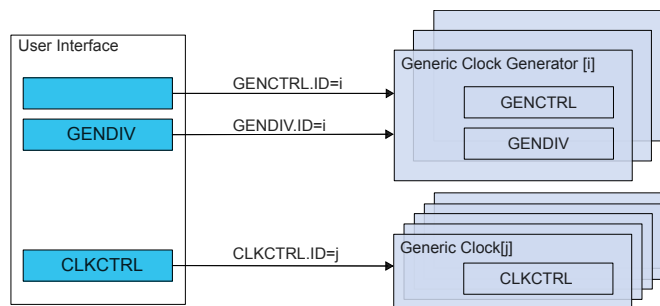 User Interface
GENCTRL.ID=i
GENDIV
GENDIV.ID=i
CLKCTRL
CLKCTRL.ID=j
Generic Clock Generator [i]
GENCTRL
GENDIV
Generic Clock[j]
CLKCTRL